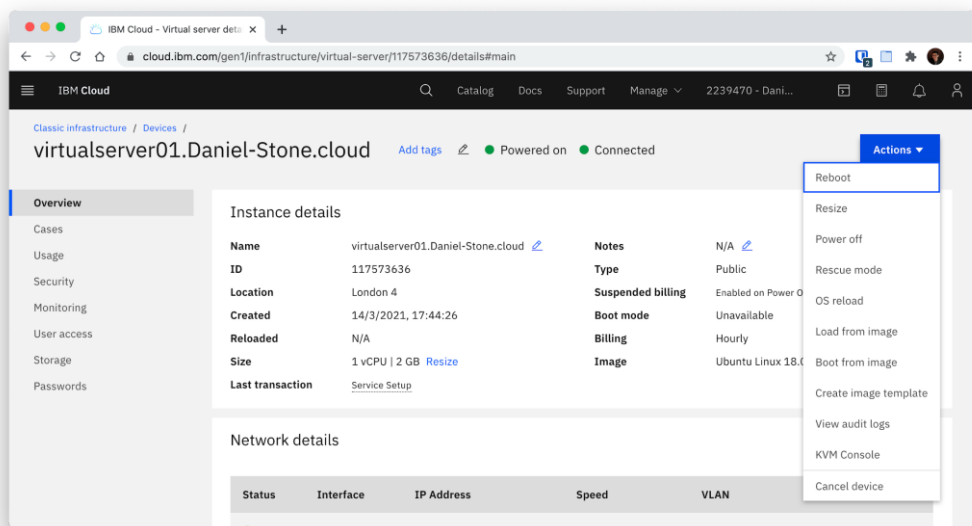 IBM Cloud - Virtual server deta
cloud.ibm.com/gen1/infrastructure/virtual-server/117573636/details#main
2
IBM Cloud
Catalog
Docs
Support
Manage
2239470 - Dani...
Classic infrastructure / Devices /
virtualserver01.Daniel-Stone.cloud
Add tags
Powered on
Connected
Actions
Overview
Cases
Usage
Security
Monitoring
User access
Storage
Passwords
Instance details
Name virtualserver01.Daniel-Stone.cloud
ID 117573636
Location London 4
Created 14/3/2021, 17:44:26
Reloaded N/A
Size 1 vCPU | 2 GB Resize
Last transaction Service Setup
Notes N/A
Type Public
Suspended billing Enabled on Power O
Boot mode Unavailable
Billing Hourly
Image Ubuntu Linux 18.0
Reboot
Resize
Power off
Rescue mode
OS reload
Load from image
Boot from image
Create image template
View audit logs
KVM Console
Cancel device
Network details
Status Interface IP Address Speed VLAN